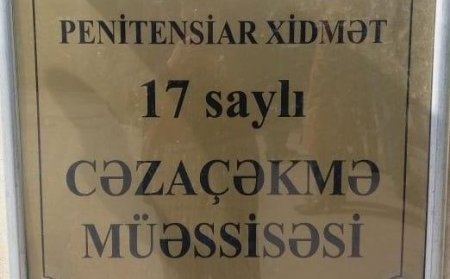 PENİTENSİAR XİDMƏT
17 saylı
CƏZAÇƏKMƏ
MÜƏSSİSƏSİ